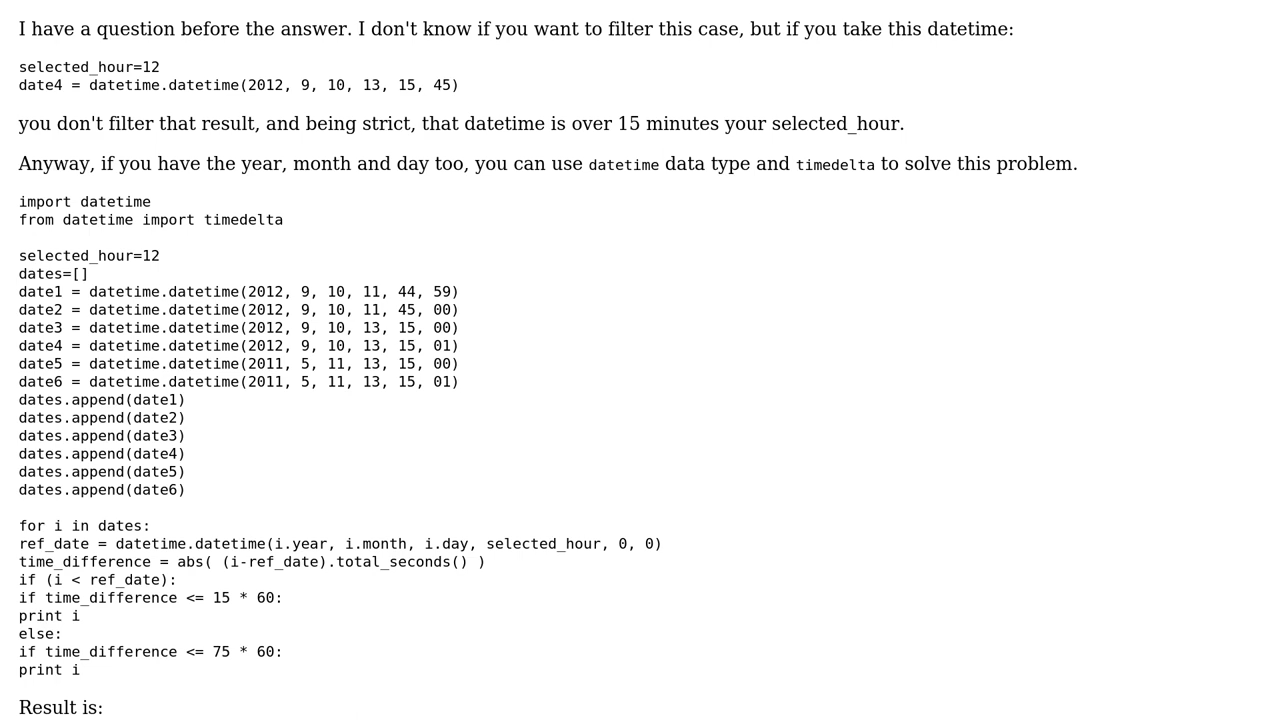 I have a question before the answer. I don't know if you want to filter this case, but if you take this datetime:
selected_hour=12
date4 = datetime.datetime(2012, 9, 10, 13, 15, 45)
you don't filter that result, and being strict, that datetime is over 15 minutes your selected_hour.
Anyway, if you have the year, month and day too, you can use datetime data type and timedelta to solve this problem.
import datetime
from datetime import timedelta
selected_hour=12
dates=[]
date1 = datetime.datetime(2012, 9, 10, 11, 44, 59)
date2 = datetime.datetime(2012, 9, 10, 11, 45, 00)
date3 = datetime.datetime(2012, 9, 10, 13, 15, 00)
date4 = datetime.datetime(2012, 9, 10, 13, 15, 01)
date5 = datetime.datetime(2011, 5, 11, 13, 15, 00)
date6 = datetime.datetime(2011, 5, 11, 13, 15, 01)
dates.append(date1)
dates.append(date2)
dates.append(date3)
dates.append(date4)
dates.append(date5)
dates.append(date6)
for i in dates:
ref_date = datetime.datetime(i.year, i.month, i.day, selected_hour, 0, 0)
time_difference = abs( (i-ref_date).total_seconds() )
if (i < ref_date):
if time_difference <= 15 * 60:
print i
else:
if time_difference <= 75 * 60:
print i
Result is: